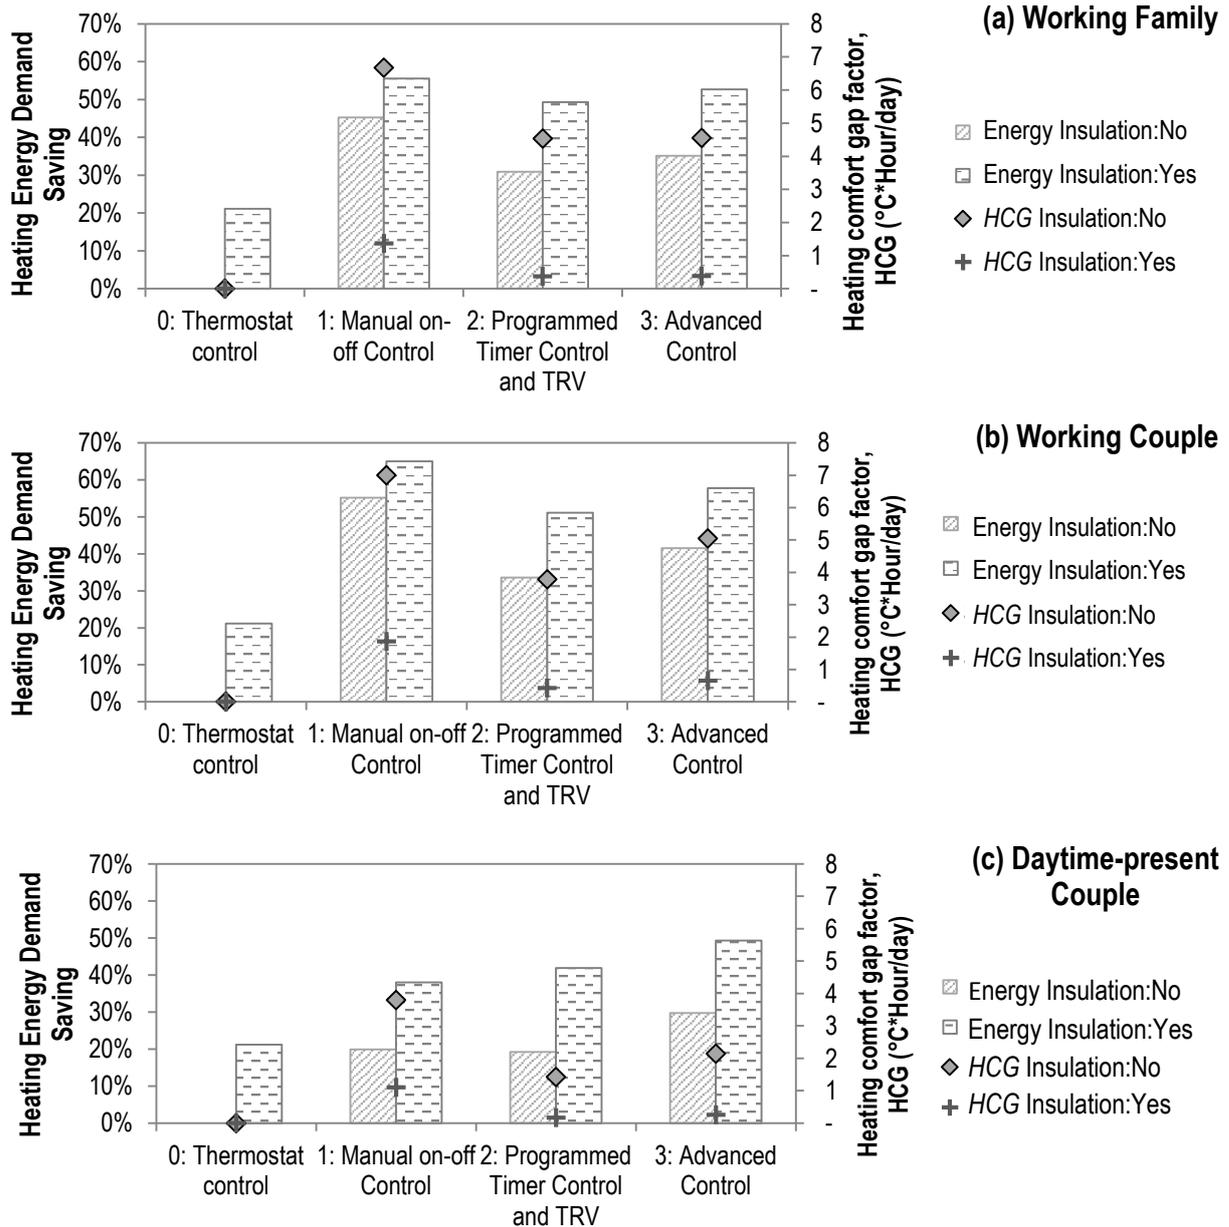 (a) Working Family
Heating Energy Demand
Saving
70%
60%
50%
40%
30%
20%
10%
0%
8
7
6
5
4
3
2
1
-
Heating comfort gap factor,
HCG (°C*Hour/day)
0: Thermostat
control
1: Manual on-
off Control
2: Programmed
Timer Control
and TRV
3: Advanced
Control
Energy Insulation:No
Energy Insulation:Yes
HCG Insulation:No
HCG Insulation:Yes
(b) Working Couple
Heating Energy Demand
Saving
70%
60%
50%
40%
30%
20%
10%
0%
8
7
6
5
4
3
2
1
-
Heating comfort gap factor,
HCG (°C*Hour/day)
0: Thermostat
control
1: Manual on-off
Control
2: Programmed
Timer Control
and TRV
3: Advanced
Control
Energy Insulation:No
Energy Insulation:Yes
HCG Insulation:No
HCG Insulation:Yes
(c) Daytime-present
Couple
Heating Energy Demand
Saving
70%
60%
50%
40%
30%
20%
10%
0%
8
7
6
5
4
3
2
1
-
Heating comfort gap factor,
HCG (°C*Hour/day)
0: Thermostat
control
1: Manual on-off
Control
2: Programmed
Timer Control
and TRV
3: Advanced
Control
Energy Insulation:No
Energy Insulation:Yes
HCG Insulation:No
HCG Insulation:Yes